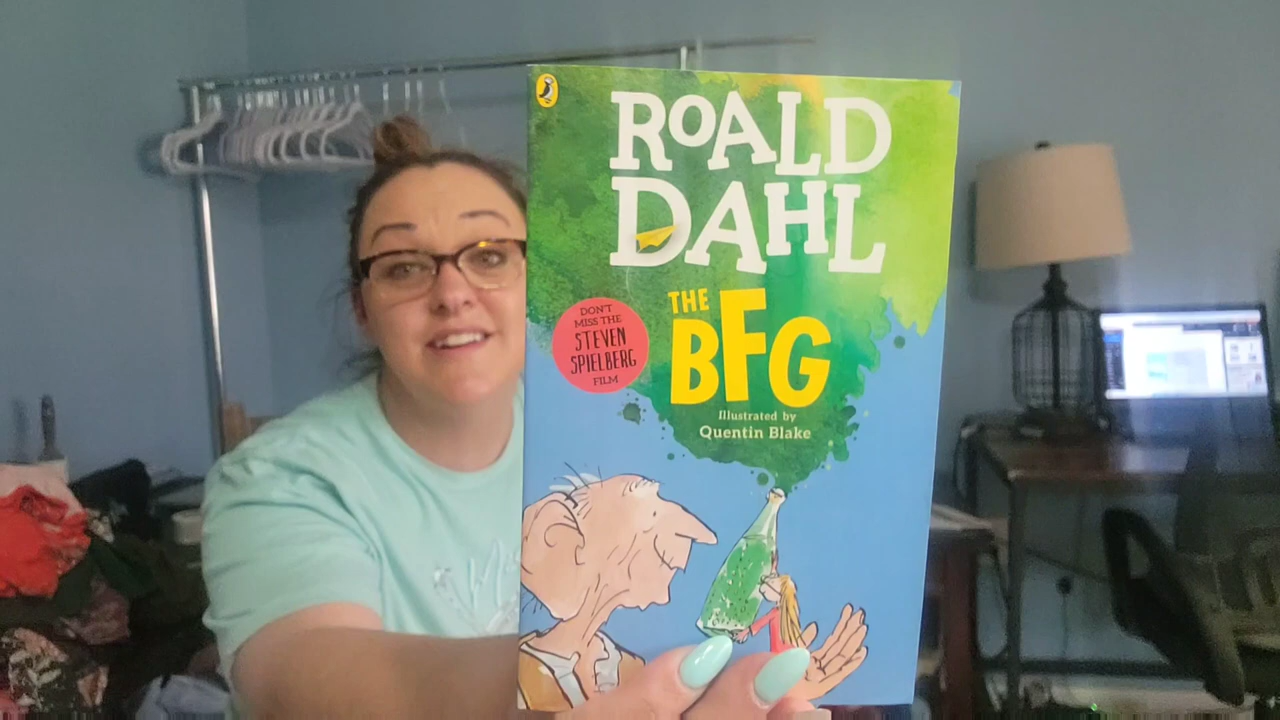 ROALD
DAHL
THE
BFG
DON'T
MISS THE
STEVEN
SPIELBERG
FILM
Illustrated by
Quentin Blake